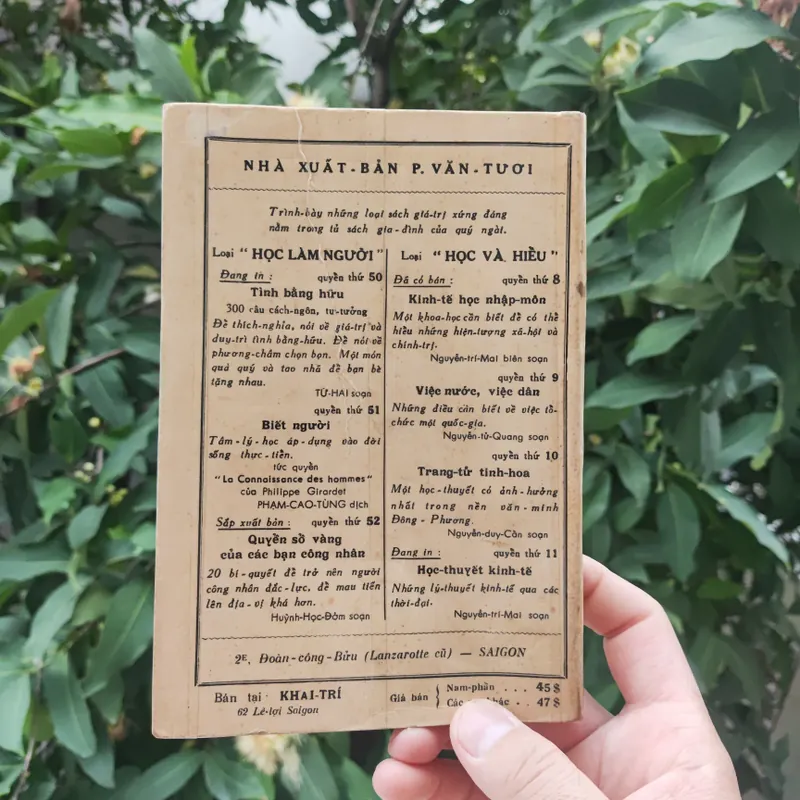 NHÀ XUẤT-BẢN P. VĂN-TƯƠI
Trình-bày những loại sách giá-trị xứng đáng
nằm trong tủ sách gia-đình của quý ngài.
Loại "HỌC LÀM NGƯỜI"
Đang in : quyển thứ 50
Tình bằng hữu
300 câu cách-ngôn, tư-tưởng
Để thích-nghĩa, nói về giá-trị và
duy-trì tình bằng-hữu. Để nói về
phương-châm chọn bạn. Một món
quà quý và tao nhã để bạn bè
tặng nhau.
TỪ-HAI soạn
quyển thứ 51
Biết người
Tâm-lý-học áp-dụng vào đời
sống thực-tiễn.
tức quyển
"La Connaissance des hommes"
của Philippe Girardet
PHẠM-CAO-TÙNG dịch
Sắp xuất bản : quyển thứ 52
Quyển sổ vàng
của các bạn công nhân
20 bí-quyết để trở nên người
công nhân đắc-lực, để mau tiến
lên địa-vị khá hơn.
Huỳnh-Học-Đởm soạn
Loại "HỌC VÀ HIỂU"
Đã có bán : quyển thứ 8
Kinh-tế học nhập-môn
Một khoa-học cần biết để có thể
hiểu những hiện-tượng xã-hội và
chính-trị.
Nguyễn-trí-Mai biên soạn
quyển thứ 9
Việc nước, việc dân
Những điều cần biết về việc tổ-
chức một quốc-gia.
Nguyễn-tử-Quang soạn
quyển thứ 10
Trang-tử tinh-hoa
Một học-thuyết có ảnh-hưởng
nhất trong nền văn-minh
Đông-Phương.
Nguyễn-duy-Cần soạn
Đang in : quyển thứ 11
Học-thuyết kinh-tế
Những lý-thuyết kinh-tế qua các
thời-đại.
Nguyễn-trí-Mai soạn
2E, Đoàn-công-Bửu (Lanzarotte cũ) — SAIGON
Bán tại KHAI-TRÍ
62 Lê-lợi Saigon
Giá bán
Nam-phần . . . 45$
Các khác . 47$